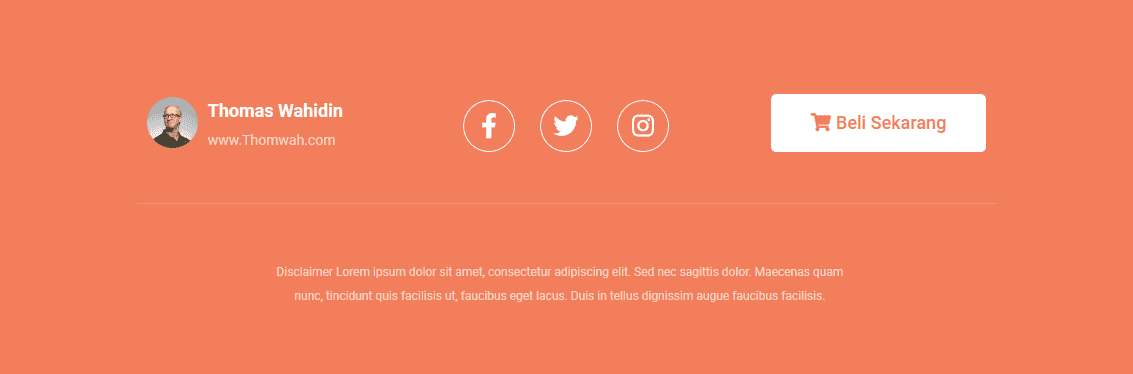 Thomas Wahidin
www.Thomwah.com
Beli Sekarang
Disclaimer Lorem ipsum dolor sit amet, consectetur adipiscing elit. Sed nec sagittis dolor. Maecenas quam
nunc, tincidunt quis facilisis ut, faucibus eget lacus. Duis in tellus dignissim augue faucibus facilisis.